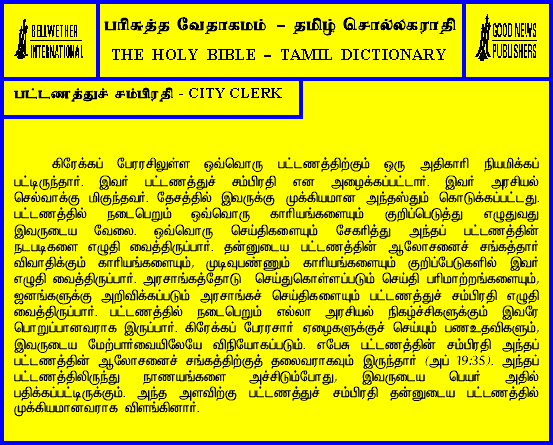 BELLWETHER
INTERNATIONAL
பரிசுத்த வேதாகமம் – தமிழ் சொல்லகராதி
THE HOLY BIBLE – TAMIL DICTIONARY
GOOD NEWS
PUBLISHERS
பட்டணத்துச் சம்பிரதி - CITY CLERK
கிரேக்கப் பேரரசிலுள்ள ஒவ்வொரு பட்டணத்திற்கும் ஒரு அதிகாரி நியமிக்கப்
பட்டிருந்தார். இவர் பட்டணத்துச் சம்பிரதி என அழைக்கப்பட்டார். இவர் அரசியல்
செல்வாக்கு மிகுந்தவர். தேசத்தில் இவருக்கு முக்கியமான அந்தஸ்தும் கொடுக்கப்பட்டது.
பட்டணத்தில் நடைபெறும் ஒவ்வொரு காரியங்களையும் குறிப்பெடுத்து எழுதுவது
இவருடைய வேலை. ஒவ்வொரு செய்திகளையும் சேகரித்து அந்தப் பட்டணத்தின்
நடபடிகளை எழுதி வைத்திருப்பார். தன்னுடைய பட்டணத்தின் ஆலோசனைச் சங்கத்தார்
விவாதிக்கும் காரியங்களையும், முடிவுபண்ணும் காரியங்களையும் குறிப்பேடுகளில் இவர்
எழுதி வைத்திருப்பார். அரசாங்கத்தோடு செய்துகொள்ளப்படும் செய்தி பரிமாற்றங்களையும்,
ஜனங்களுக்கு அறிவிக்கப்படும் அரசாங்கச் செய்திகளையும் பட்டணத்துச் சம்பிரதி எழுதி
வைத்திருப்பார். பட்டணத்தில் நடைபெறும் எல்லா அரசியல் நிகழ்ச்சிகளுக்கும் இவரே
பொறுப்பானவராக இருப்பார். கிரேக்கப் பேரரசார் ஏழைகளுக்குச் செய்யும் பணஉதவிகளும்,
இவருடைய மேற்பார்வையிலேயே வினியோகப்படும். எபேசு பட்டணத்தின் சம்பிரதி அந்தப்
பட்டணத்தின் ஆலோசனைச் சங்கத்திற்குத் தலைவராகவும் இருந்தார் (அப் 19:35). அந்தப்
பட்டணத்திலிருந்து நாணயங்களை அச்சிடும்போது, இவருடைய பெயர் அதில்
பதிக்கப்பட்டிருக்கும். அந்த அளவிற்கு பட்டணத்துச் சம்பிரதி தன்னுடைய பட்டணத்தில்
முக்கியமானவராக விளங்கினார்.